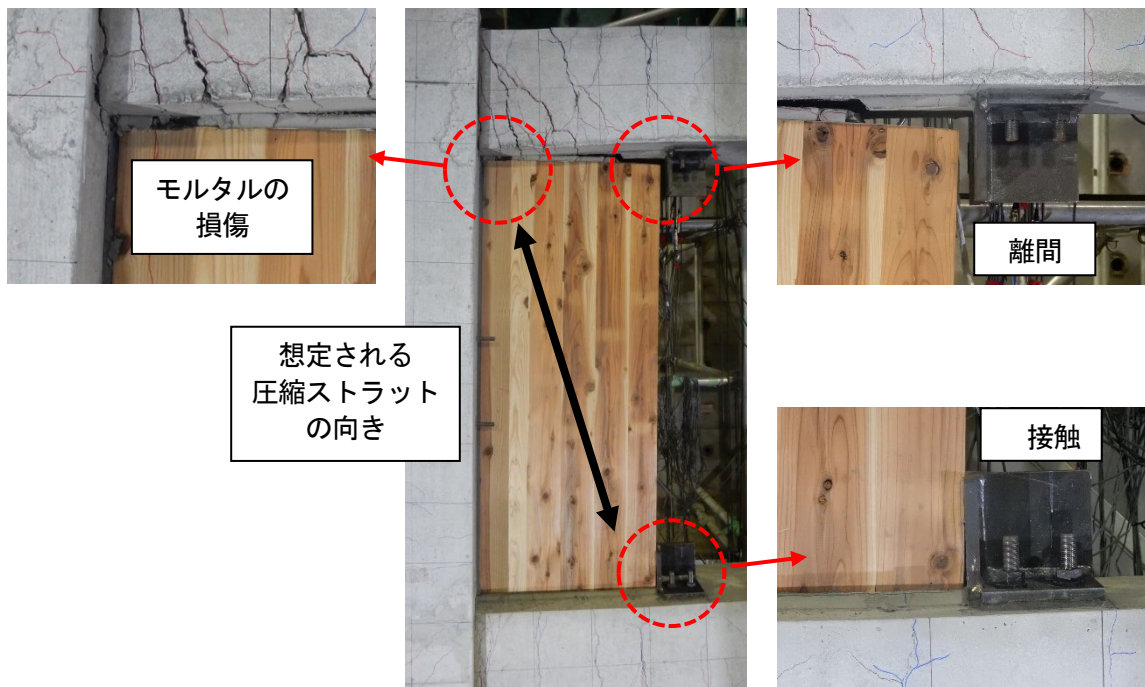 モルタルの
損傷
離間
想定される
圧縮ストラット
の向き
接触